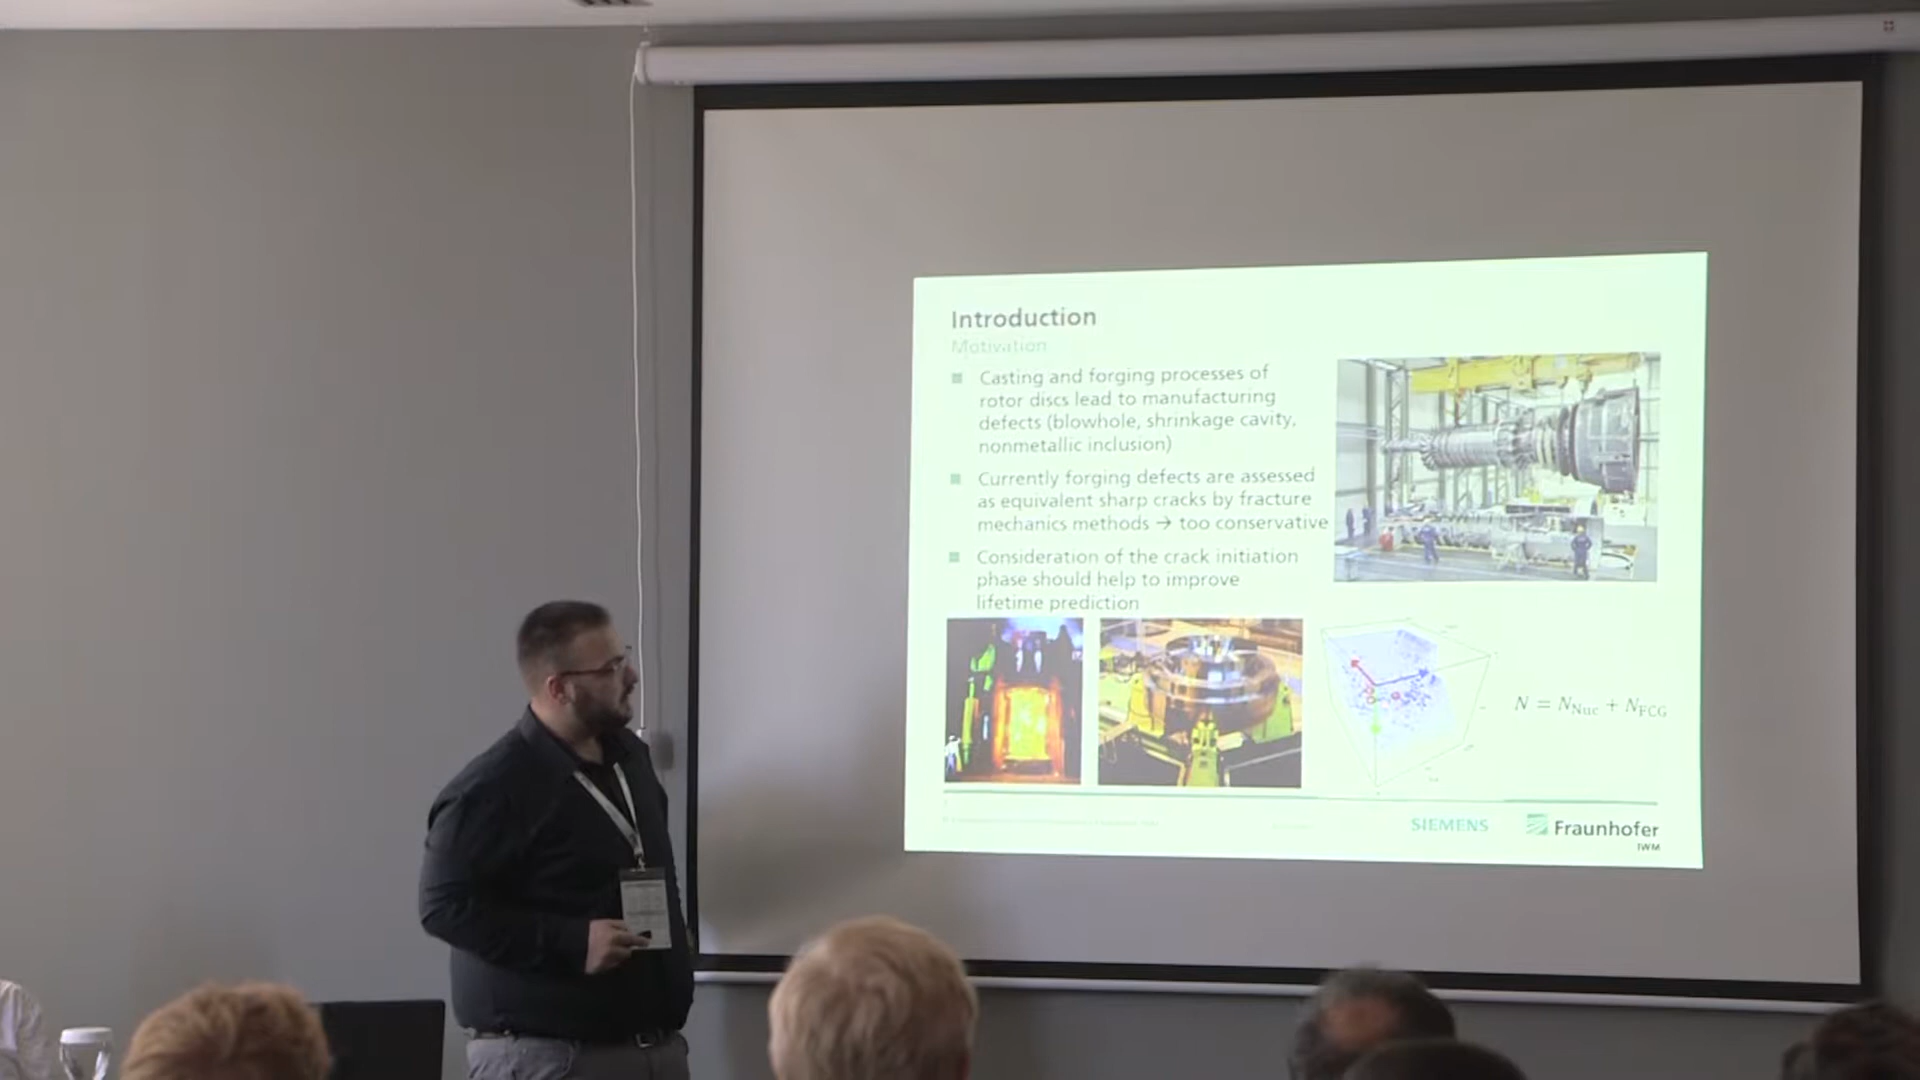 Introduction
Motivation
Casting and forging processes of
rotor discs lead to manufacturing
defects (blowhole, shrinkage cavity,
nonmetallic inclusion)
Currently forging defects are assessed
as equivalent sharp cracks by fracture
mechanics methods → too conservative
Consideration of the crack initiation
phase should help to improve
lifetime prediction
N = N_Nuc + N_FCG
SIEMENS
Fraunhofer
IWM